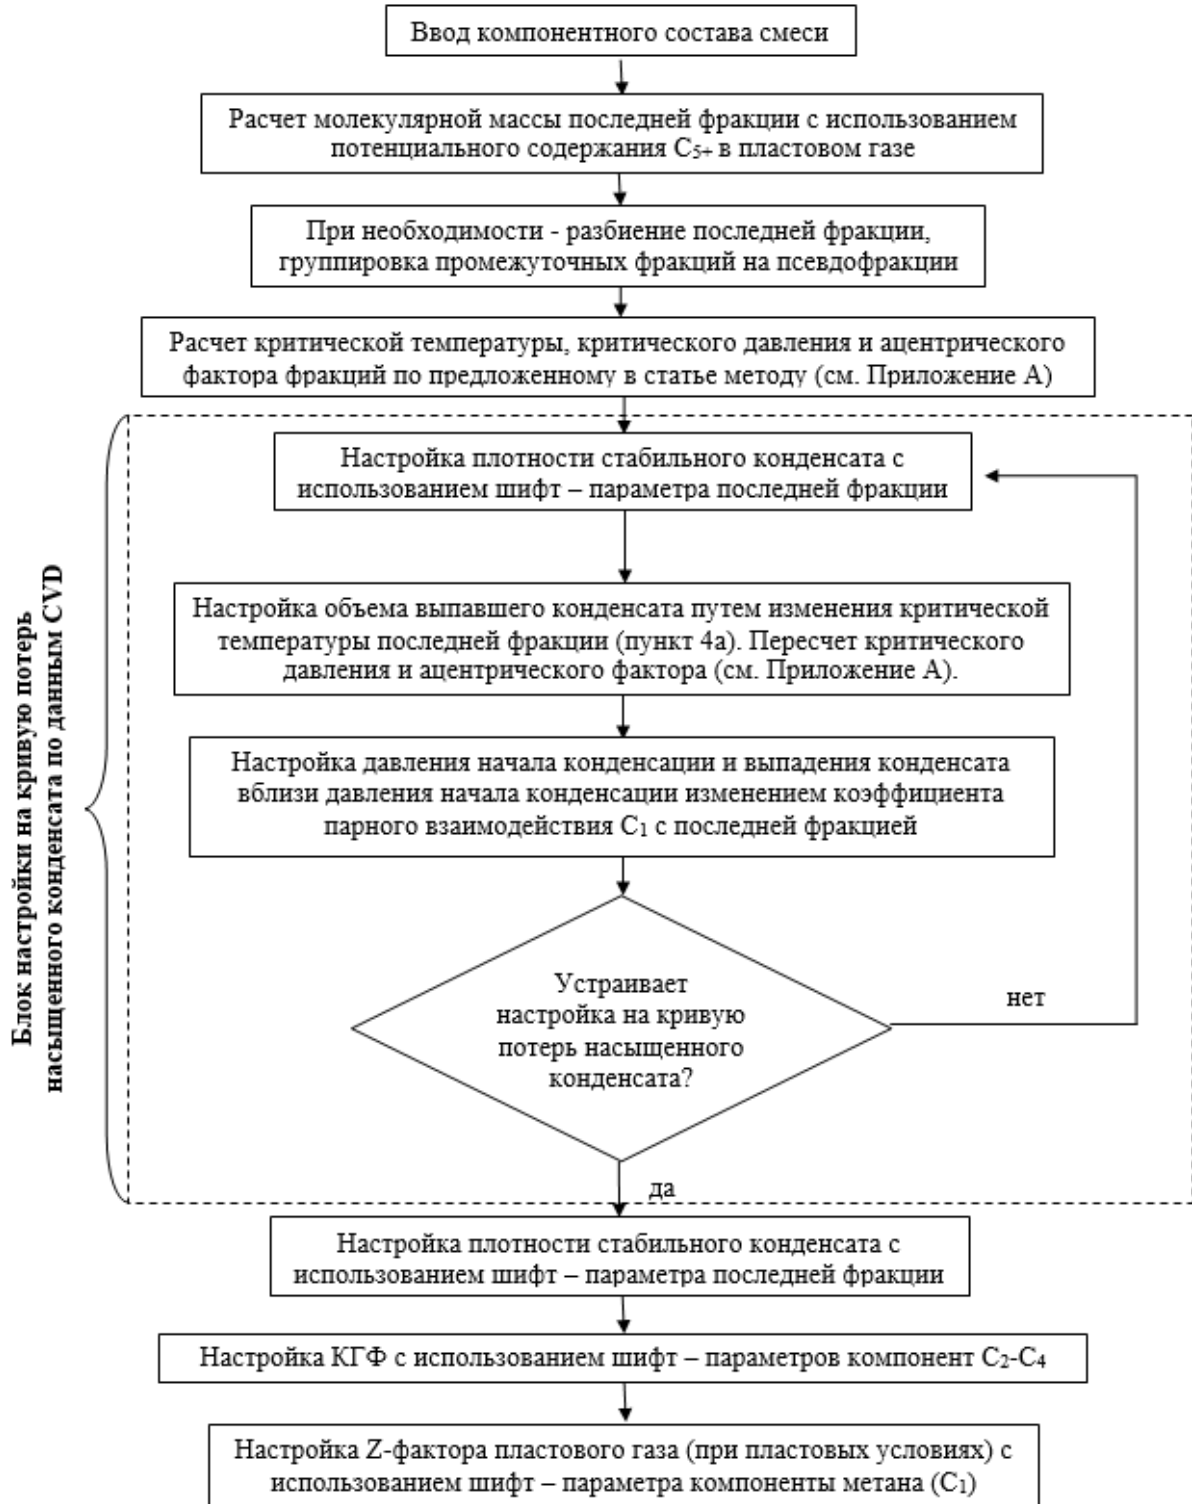 Ввод компонентного состава смеси
Расчет молекулярной массы последней фракции с использованием
потенциального содержания C₅₊ в пластовом газе
При необходимости - разбиение последней фракции,
группировка промежуточных фракций на псевдофракции
Расчет критической температуры, критического давления и ацентрического
фактора фракций по предложенному в статье методу (см. Приложение А)
Блок настройки на кривую потерь
насыщенного конденсата по данным CVD
Настройка плотности стабильного конденсата с
использованием шифт – параметра последней фракции
Настройка объема выпавшего конденсата путем изменения критической
температуры последней фракции (пункт 4а). Пересчет критического
давления и ацентрического фактора (см. Приложение А).
Настройка давления начала конденсации и выпадения конденсата
вблизи давления начала конденсации изменением коэффициента
парного взаимодействия C₁ с последней фракцией
Устраивает
настройка на кривую
потерь насыщенного
конденсата?
нет
да
Настройка плотности стабильного конденсата с
использованием шифт – параметра последней фракции
Настройка КГФ с использованием шифт – параметров компонент C₂-C₄
Настройка Z-фактора пластового газа (при пластовых условиях) с
использованием шифт – параметра компоненты метана (C₁)